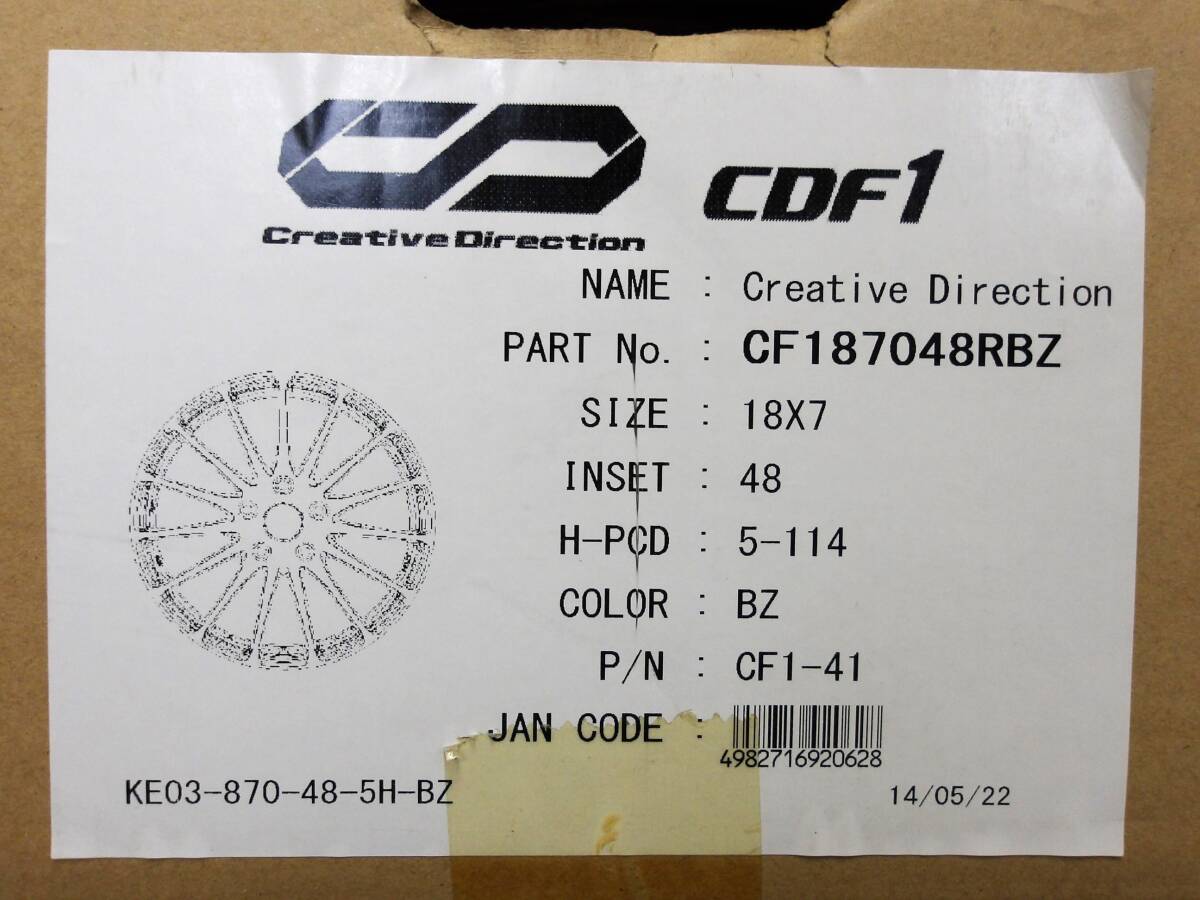 CD
CDF1
Creative Direction
NAME : Creative Direction
PART No. : CF187048RBZ
SIZE : 18X7
INSET : 48
H-PCD : 5-114
COLOR : BZ
P/N : CF1-41
JAN CODE :
4982716920628
KE03-870-48-5H-BZ
14/05/22